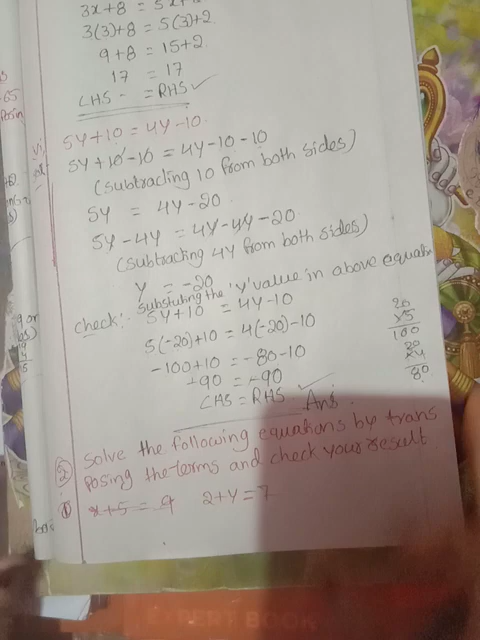 3x+8 = 5x+2
3(3)+8 = 5(3)+2
9+8 = 15+2
17 = 17
LHS - = RHS ✓
vi
5y+10 = 4y-10
5y+10-10 = 4y-10-10
(subtracting 10 from both sides)
5y = 4y-20
5y-4y = 4y-4y-20
(subtracting 4y from both sides)
y = -20
Check:- substuting the 'y' value in above equation
5y+10 = 4y-10
5(-20)+10 = 4(-20)-10
-100+10 = -80-10
-90 = -90
LHS = RHS ✓
Ans.
20
x5
100
20
x4
80
② Solve the following equations by trans
posing the terms and check your result
① x+5 = 9 2+y=7
EXPERT BOOK